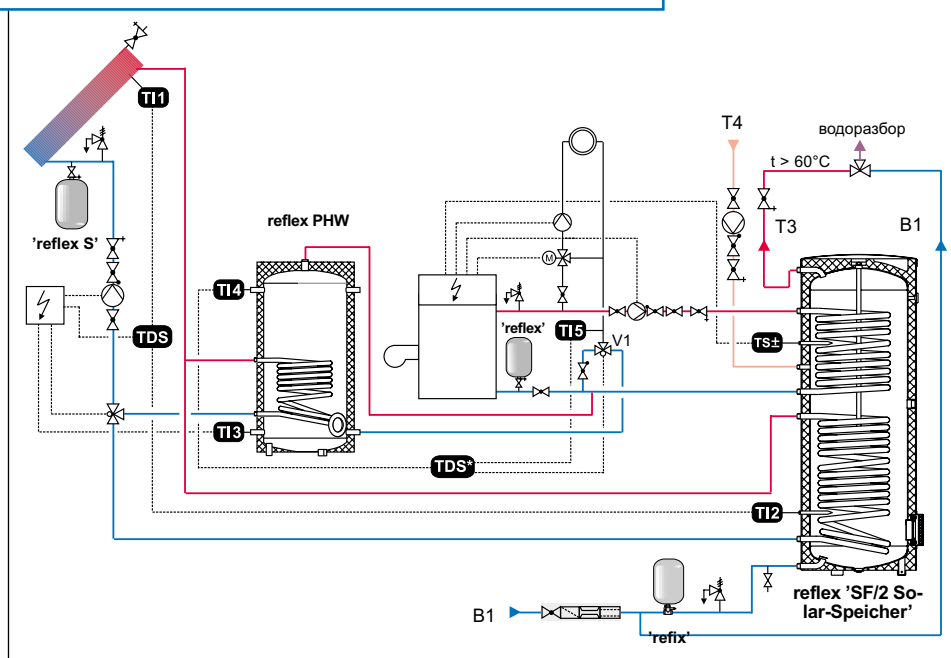 TI1
T4
водоразбор
t > 60°C
'reflex S'
reflex PHW
T3
B1
TI4
M
'reflex'
TI5
V1
TDS
TS±
TI3
TDS*
TI2
B1
'refix'
reflex 'SF/2 So-
lar-Speicher'